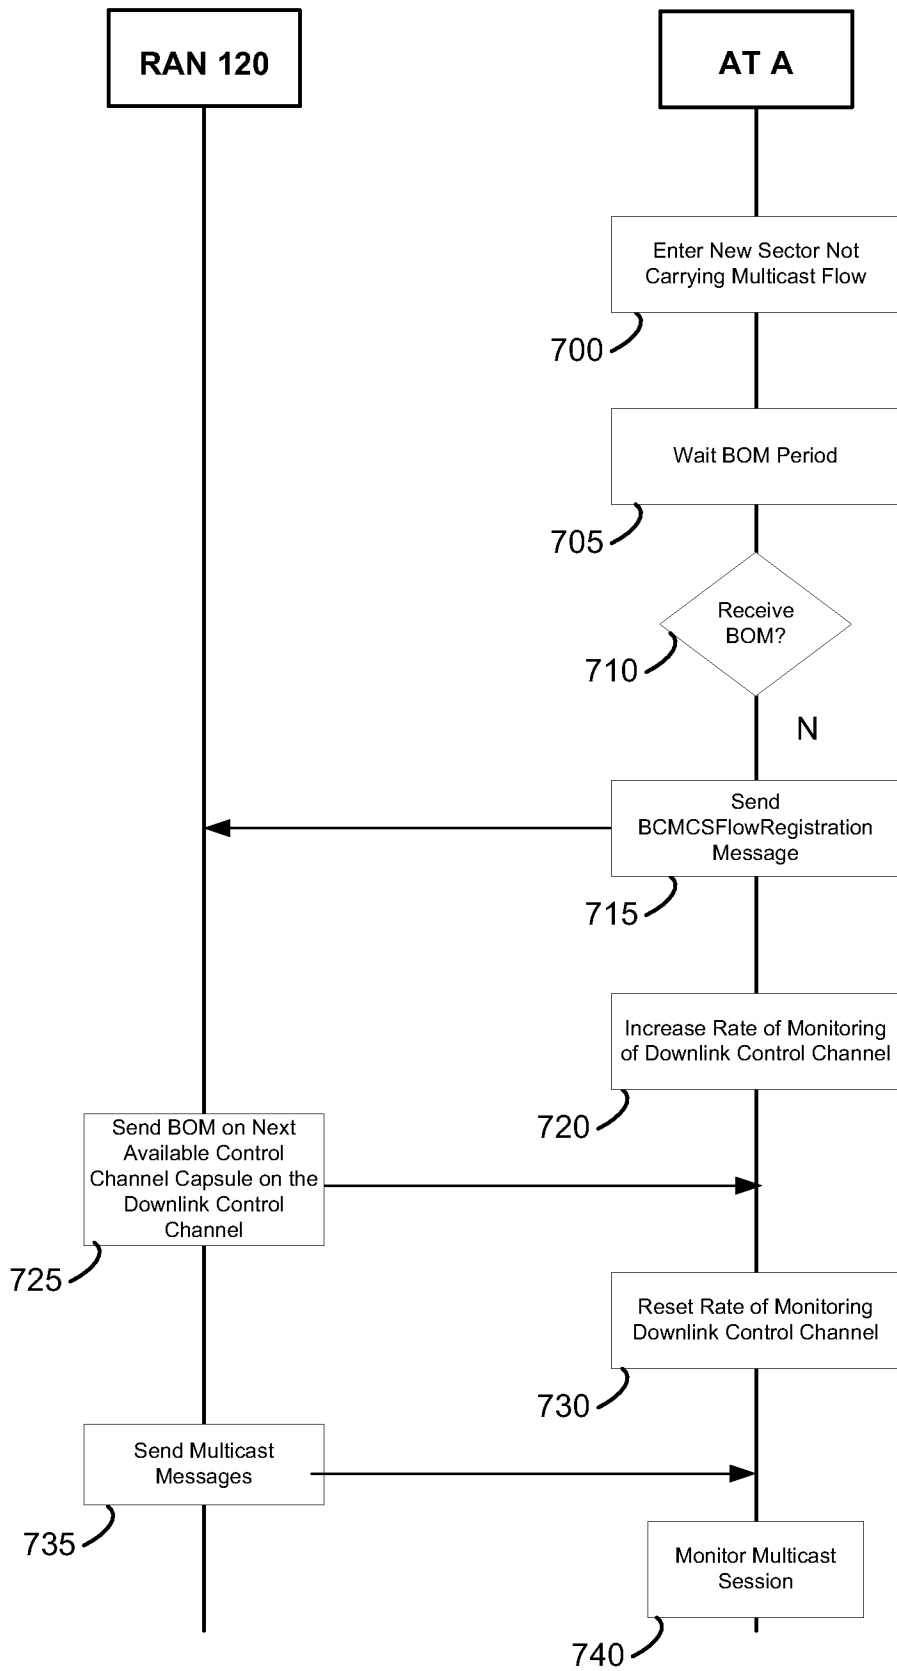 RAN 120
AT A
Enter New Sector Not
Carrying Multicast Flow
700
Wait BOM Period
705
Receive
BOM?
710
N
Send
BCMCSFlowRegistration
Message
715
Increase Rate of Monitoring
of Downlink Control Channel
720
Send BOM on Next
Available Control
Channel Capsule on the
Downlink Control
Channel
725
Reset Rate of Monitoring
Downlink Control Channel
730
Send Multicast
Messages
735
Monitor Multicast
Session
740